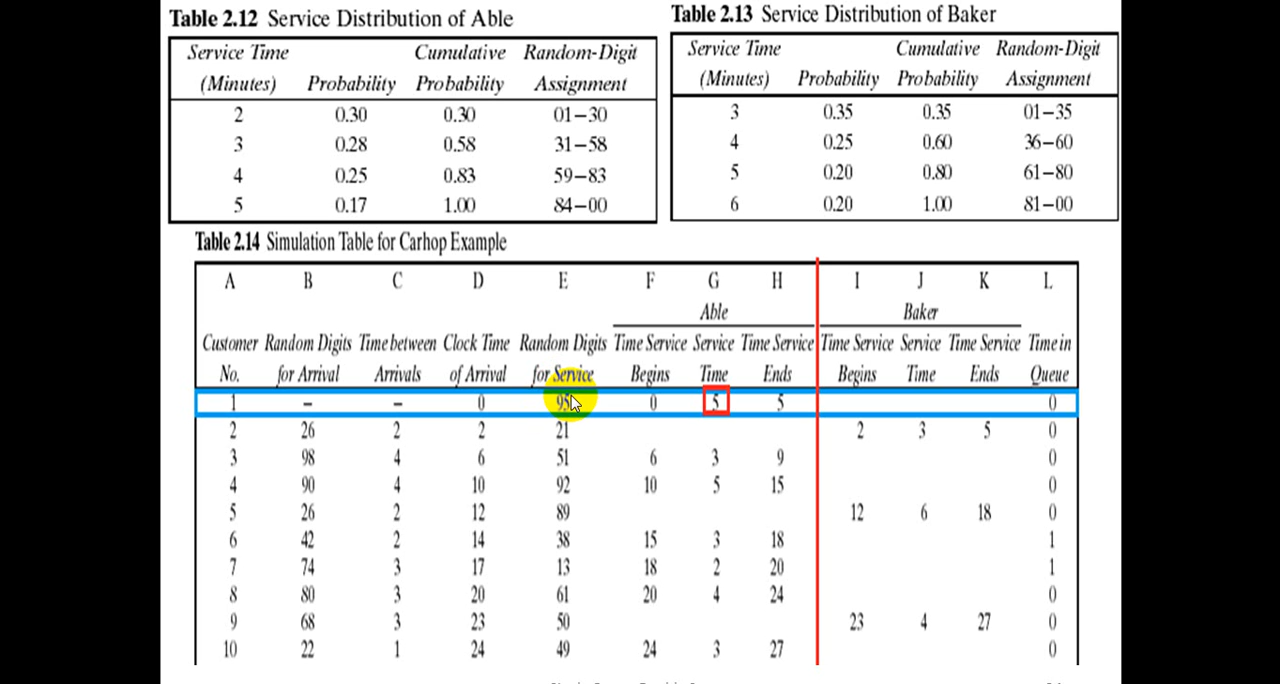 Table 2.12 Service Distribution of Able
Service Time Cumulative Random-Digit
(Minutes) Probability Probability Assignment
2 0.30 0.30 01–30
3 0.28 0.58 31–58
4 0.25 0.83 59–83
5 0.17 1.00 84–00
Table 2.13 Service Distribution of Baker
Service Time Cumulative Random-Digit
(Minutes) Probability Probability Assignment
3 0.35 0.35 01–35
4 0.25 0.60 36–60
5 0.20 0.80 61–80
6 0.20 1.00 81–00
Table 2.14 Simulation Table for Carhop Example
A B C D E F G H I J K L
Able Baker
Customer Random Digits Time between Clock Time Random Digits Time Service Service Time Service Time Service Service Time Service Time in
No. for Arrival Arrivals of Arrival for Service Begins Time Ends Begins Time Ends Queue
1 – – 0 95 0 5 5 0
2 26 2 2 21 2 3 5 0
3 98 4 6 51 6 3 9 0
4 90 4 10 92 10 5 15 0
5 26 2 12 89 12 6 18 0
6 42 2 14 38 15 3 18 1
7 74 3 17 13 18 2 20 1
8 80 3 20 61 20 4 24 0
9 68 3 23 50 23 4 27 0
10 22 1 24 49 24 3 27 0